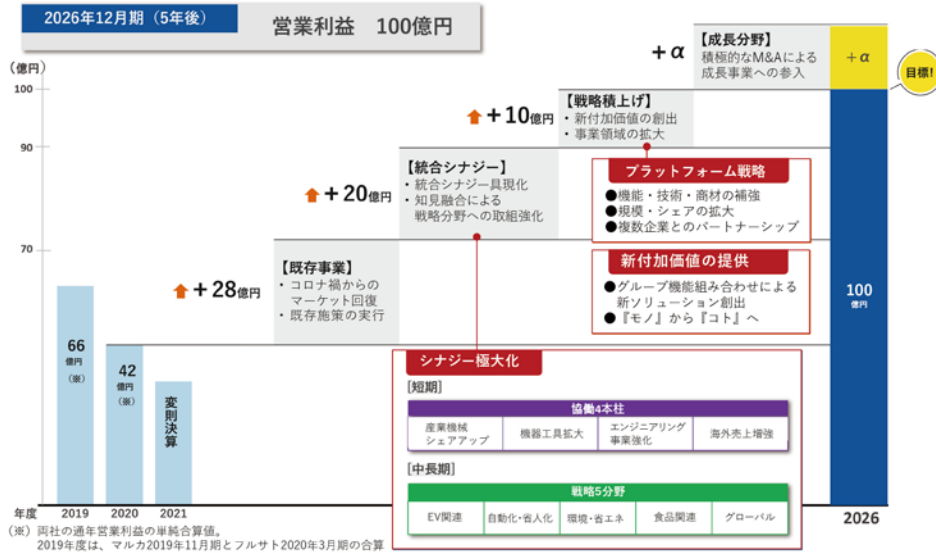 2026年12月期（5年後）
営業利益　100億円
（億円）
100
90
70
+α
【成長分野】
積極的なM&Aによる
成長事業への参入
+α
目標!
+10億円
【戦略積上げ】
・新付加価値の創出
・事業領域の拡大
+20億円
【統合シナジー】
・統合シナジー具現化
・知見融合による
戦略分野への取組強化
+28億円
【既存事業】
・コロナ禍からの
マーケット回復
・既存施策の実行
プラットフォーム戦略
●機能・技術・商材の補強
●規模・シェアの拡大
●複数企業とのパートナーシップ
新付加価値の提供
●グループ機能組み合わせによる
新ソリューション創出
●『モノ』から『コト』へ
100
億円
66
億円
（※）
42
億円
（※）
変則決算
シナジー極大化
[短期]
協働4本柱
産業機械
シェアアップ
機器工具拡大
エンジニアリング
事業強化
海外売上増強
[中長期]
戦略5分野
EV関連
自動化・省人化
環境・省エネ
食品関連
グローバル
年度
2019
2020
2021
2026
（※）両社の通年営業利益の単純合算値。
2019年度は、マルカ2019年11月期とフルサト2020年3月期の合算